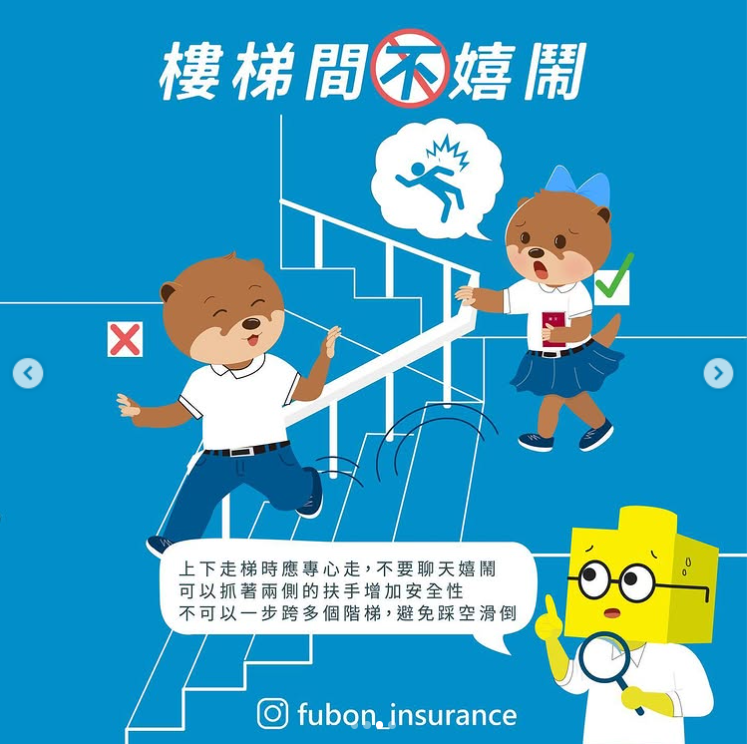 樓梯間不嬉鬧
上下走梯時應專心走，不要聊天嬉鬧
可以抓著兩側的扶手增加安全性
不可以一步跨多個階梯，避免踩空滑倒
fubon_insurance